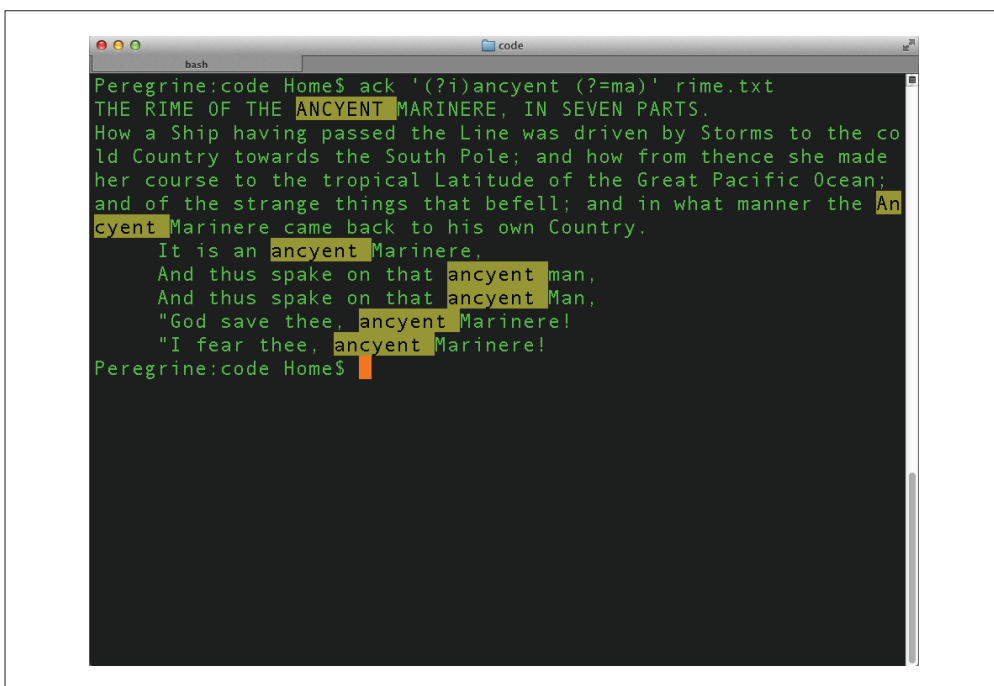 code
bash
Peregrine:code Home$ ack '(?i)ancyent (?=ma)' rime.txt
THE RIME OF THE ANCYENT MARINERE, IN SEVEN PARTS.
How a Ship having passed the Line was driven by Storms to the co
ld Country towards the South Pole; and how from thence she made
her course to the tropical Latitude of the Great Pacific Ocean;
and of the strange things that befell; and in what manner the An
cyent Marinere came back to his own Country.
It is an ancyent Marinere,
And thus spake on that ancyent man,
And thus spake on that ancyent Man,
"God save thee, ancyent Marinere!
"I fear thee, ancyent Marinere!
Peregrine:code Home$